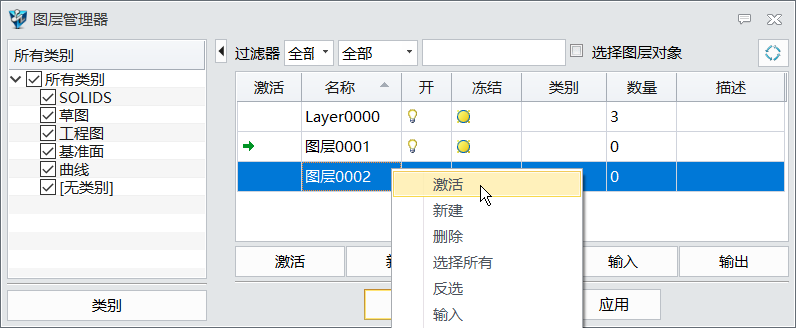 图层管理器
所有类别
所有类别
SOLIDS
草图
工程图
基准面
曲线
[无类别]
类别
过滤器 全部 全部 选择图层对象
激活 名称 开 冻结 类别 数量 描述
Layer0000 3
图层0001 0
图层0002 0
激活
新建
删除
选择所有
反选
输入
激活 输入 输出
应用